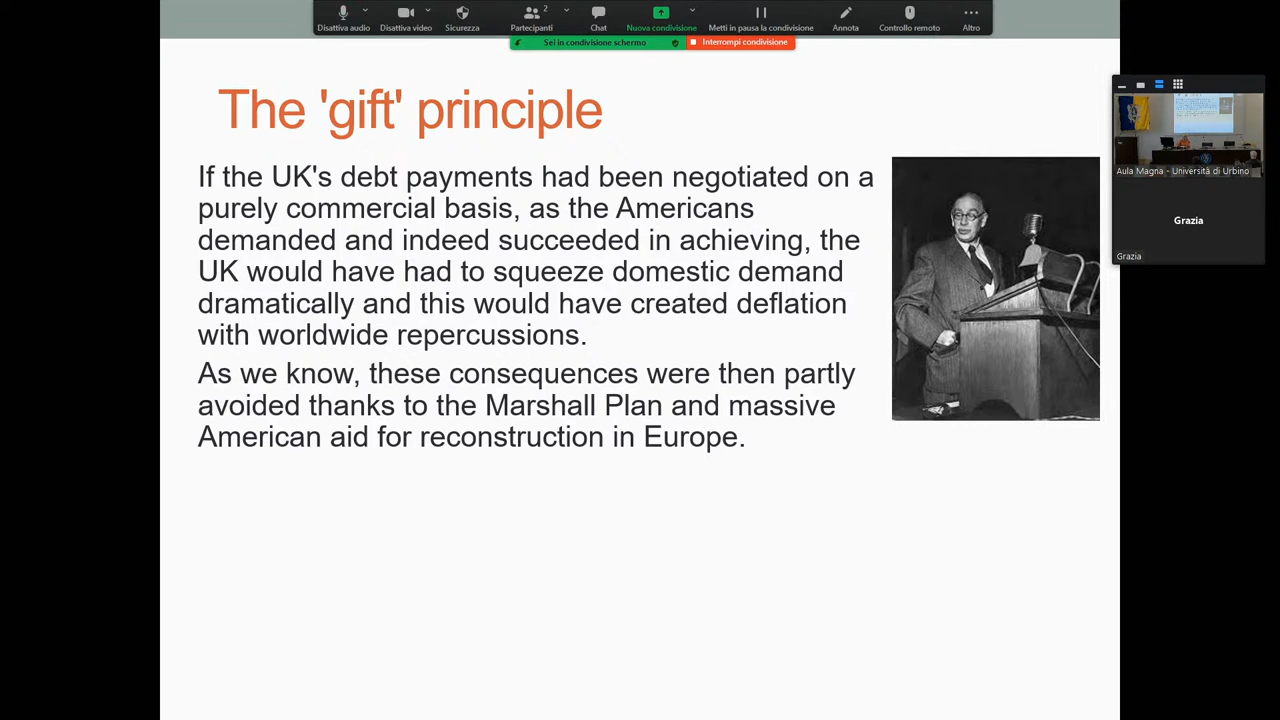 Disattiva audio
Disattiva video
Sicurezza
2
Partecipanti
Chat
Nuova condivisione
Metti in pausa la condivisione
Annota
Controllo remoto
Altro
Sei in condivisione schermo
Interrompi condivisione
The 'gift' principle
If the UK's debt payments had been negotiated on a
purely commercial basis, as the Americans
demanded and indeed succeeded in achieving, the
UK would have had to squeeze domestic demand
dramatically and this would have created deflation
with worldwide repercussions.
As we know, these consequences were then partly
avoided thanks to the Marshall Plan and massive
American aid for reconstruction in Europe.
Aula Magna - Università di Urbino
Grazia
Grazia